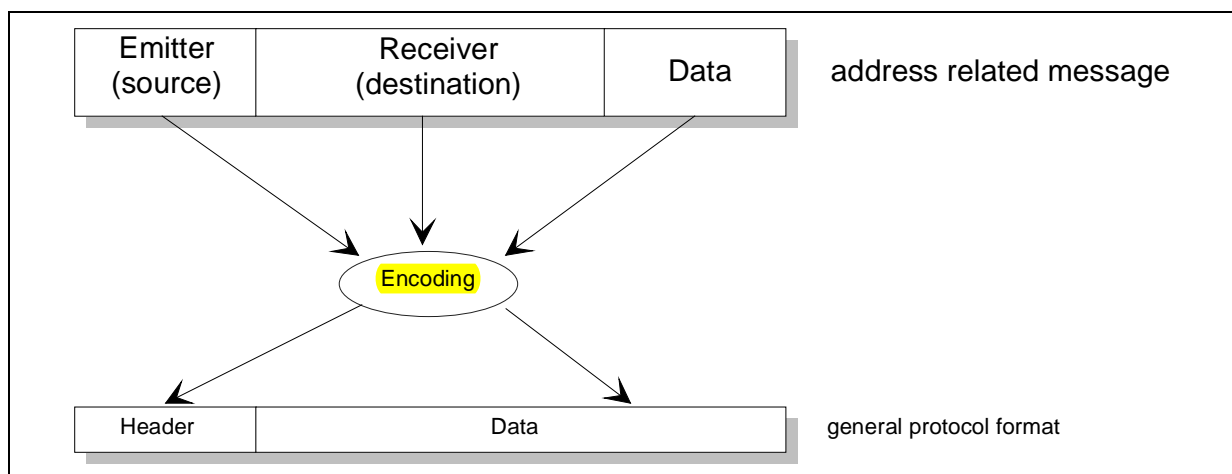 Emitter
(source)
Receiver
(destination)
Data
address related message
Encoding
Header
Data
general protocol format